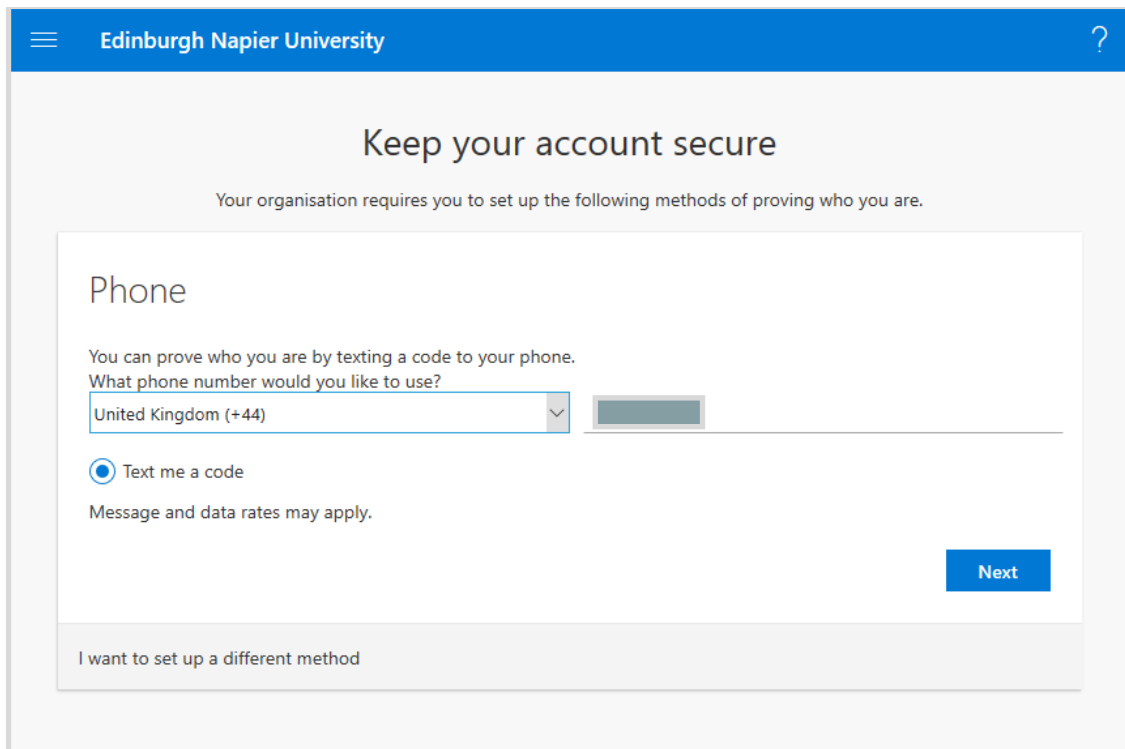 Edinburgh Napier University
?
Keep your account secure
Your organisation requires you to set up the following methods of proving who you are.
Phone
You can prove who you are by texting a code to your phone.
What phone number would you like to use?
United Kingdom (+44)
Text me a code
Message and data rates may apply.
Next
I want to set up a different method